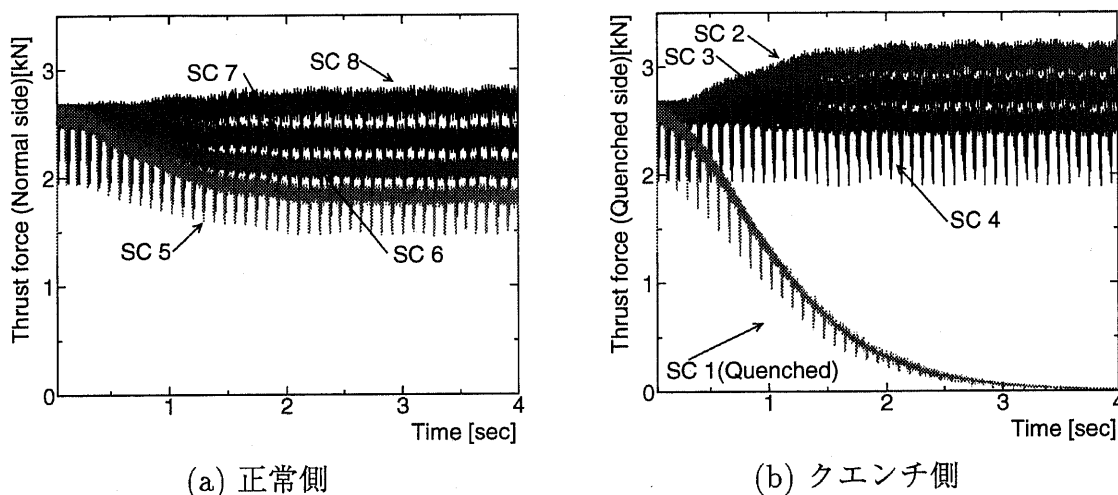 Thrust force (Normal side)[kN]
3
2
1
0
SC 7
SC 8
SC 5
SC 6
1
2
3
4
Time [sec]
(a) 正常側
Thrust force (Quenched side)[kN]
3
2
1
0
SC 2
SC 3
SC 4
SC 1(Quenched)
1
2
3
4
Time [sec]
(b) クエンチ側